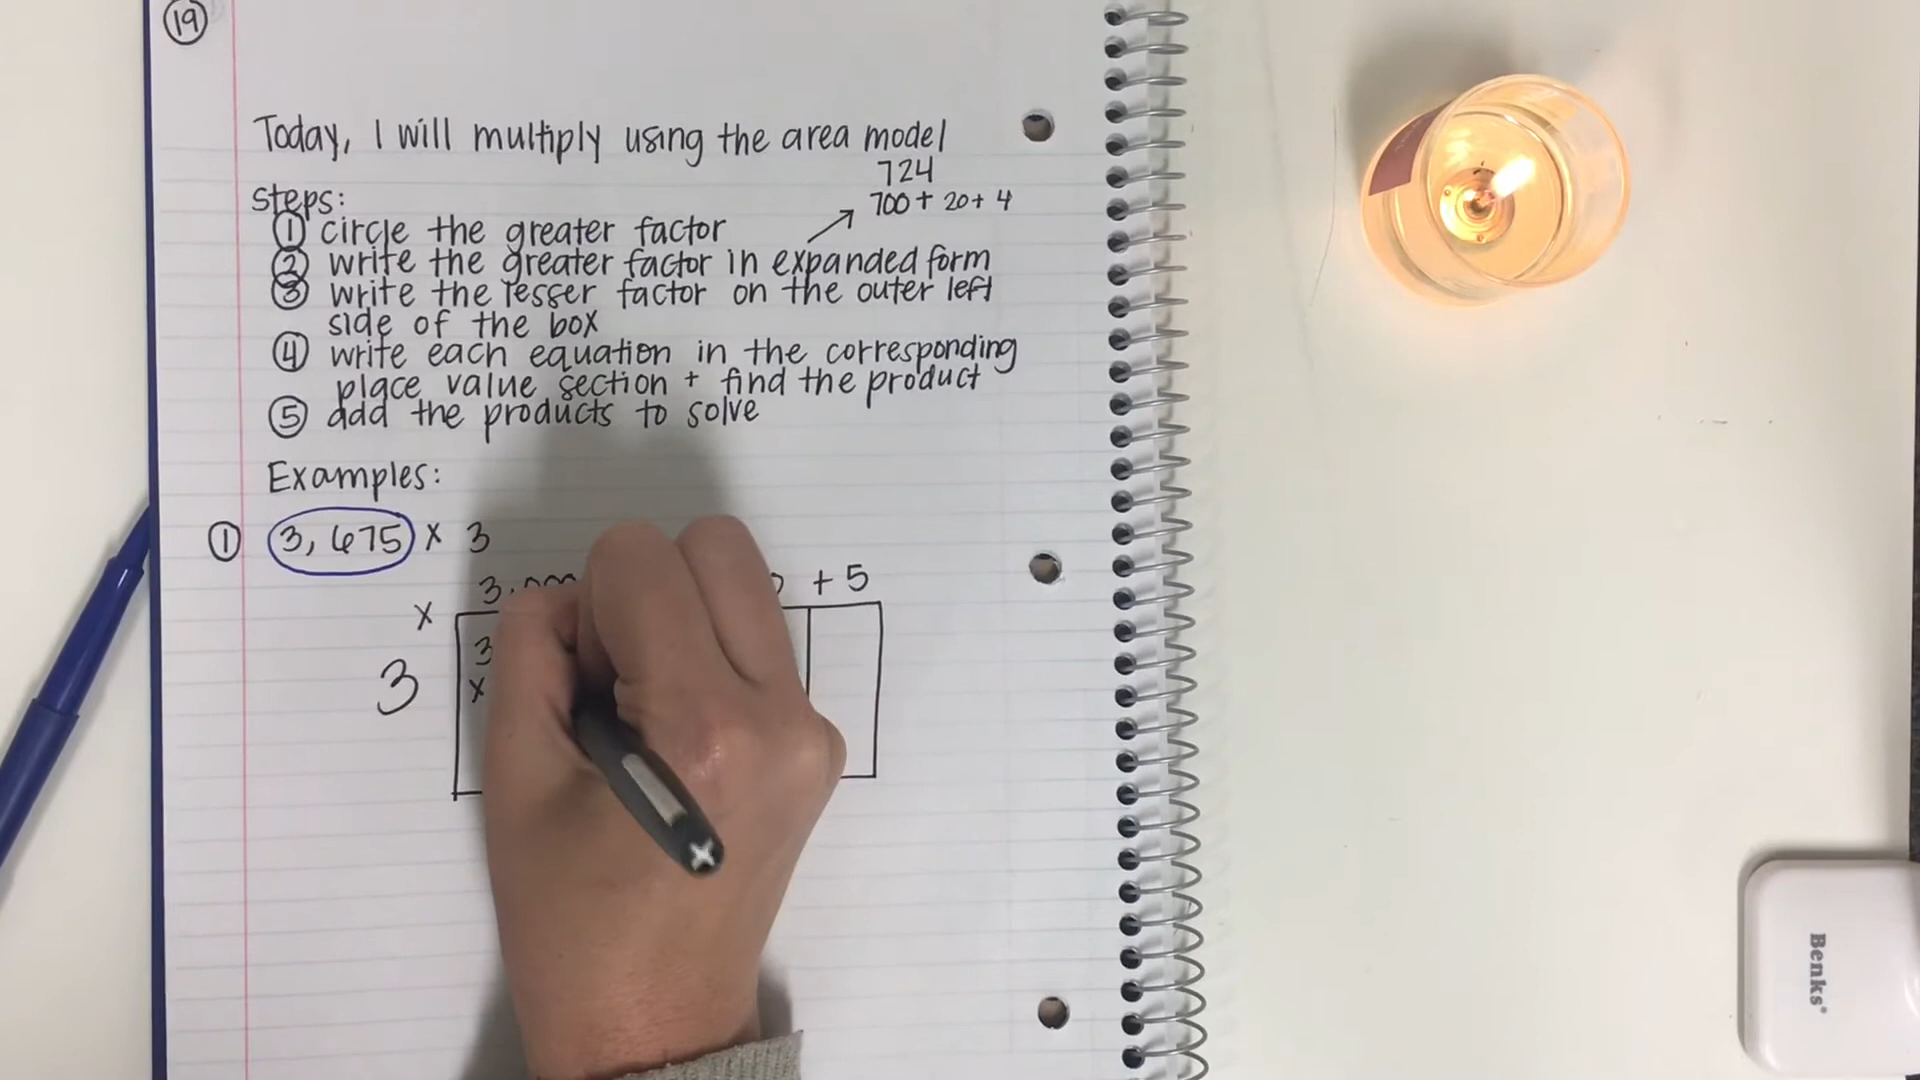 19
Today, I will multiply using the area model
724
700 + 20 + 4
steps:
① circle the greater factor
② write the greater factor in expanded form
③ write the lesser factor on the outer left
side of the box
④ write each equation in the corresponding
place value section + find the product
⑤ add the products to solve
Examples:
① 3,675 x 3
3,000 + 5
x
3
3
x
Benks®